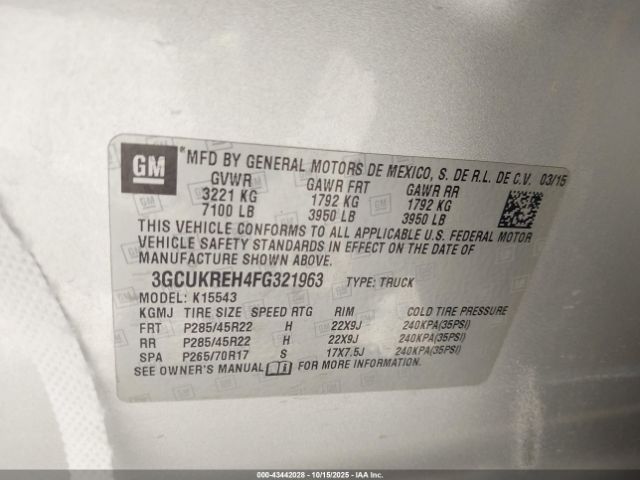 GM
*MFD BY GENERAL MOTORS DE MEXICO, S. DE R.L. DE C.V. 03/15
GVWR GAWR FRT GAWR RR
3221 KG 1792 KG 1792 KG
7100 LB 3950 LB 3950 LB
THIS VEHICLE CONFORMS TO ALL APPLICABLE U.S. FEDERAL MOTOR
VEHICLE SAFETY STANDARDS IN EFFECT ON THE DATE OF
MANUFACTURE SHOWN ABOVE.
3GCUKREH4FG321963 TYPE: TRUCK
MODEL: K15543
KGMJ TIRE SIZE SPEED RTG RIM COLD TIRE PRESSURE
FRT P285/45R22 H 22X9J 240KPA(35PSI)
RR P285/45R22 H 22X9J 240KPA(35PSI)
SPA P265/70R17 S 17X7.5J 240KPA(35PSI)
SEE OWNER'S MANUAL FOR MORE INFORMATION.
000-43442028 - 10/15/2025 - COPYRIGHT © 2025 IAA, LLC.